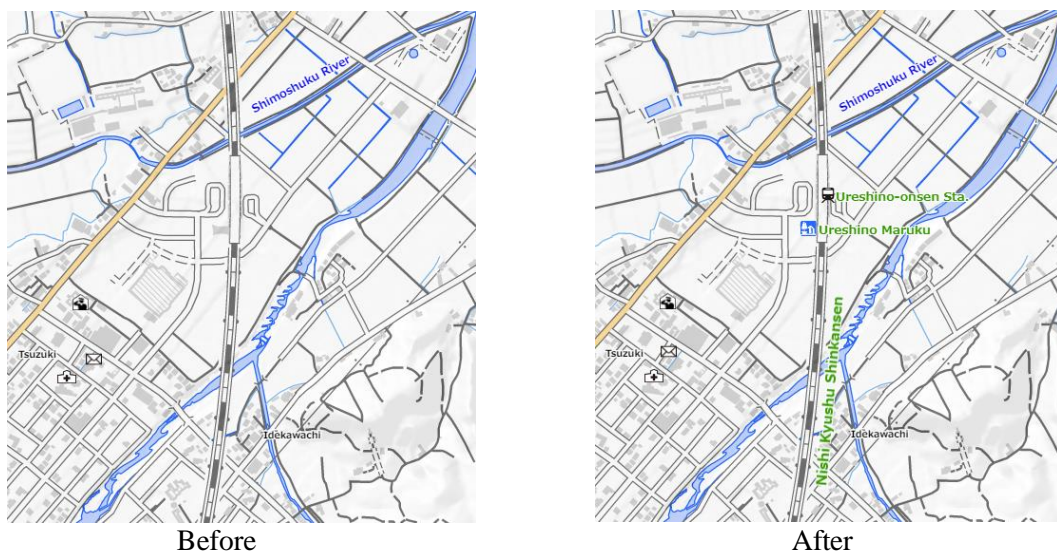 Shimoshuku River
Tsuzuki
Idekawachi
Before
Shimoshuku River
Ureshino-onsen Sta.
Ureshino Maruku
Nishi Kyushu Shinkansen
Tsuzuki
Idekawachi
After